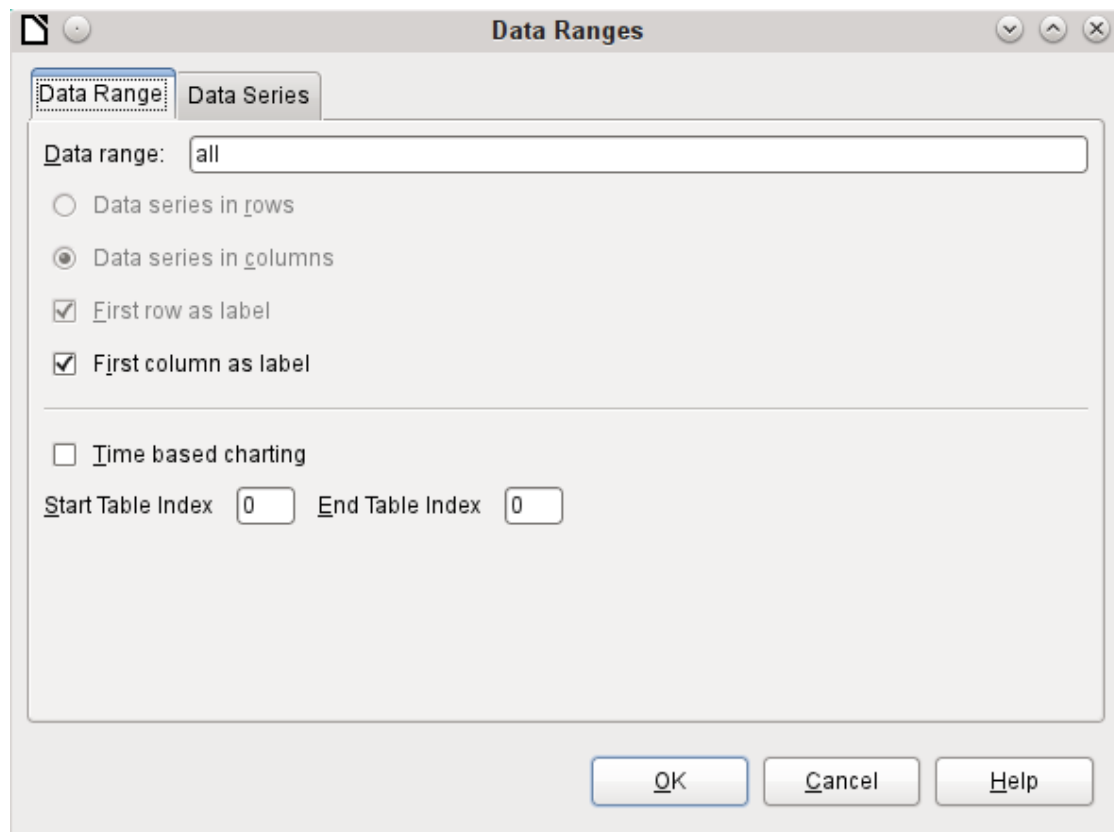 Data Ranges
Data Range Data Series
Data range: all
Data series in rows
Data series in columns
First row as label
First column as label
Time based charting
Start Table Index 0 End Table Index 0
OK Cancel Help